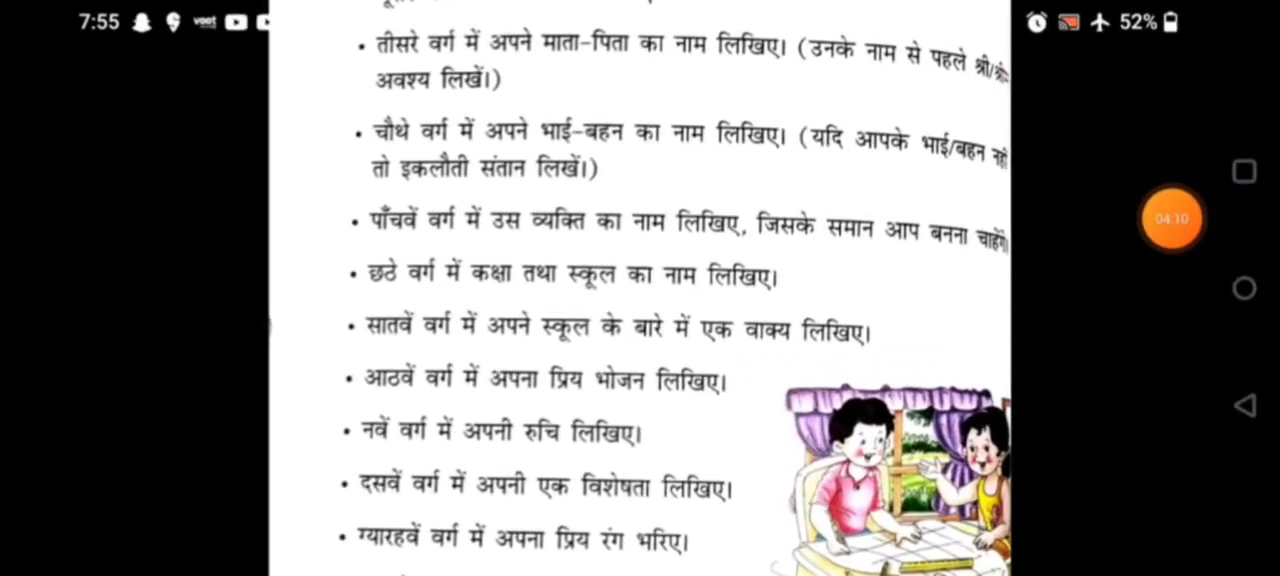 7:55 voot 52%
• तीसरे वर्ग में अपने माता-पिता का नाम लिखिए। (उनके नाम से पहले श्री/
अवश्य लिखें।)
• चौथे वर्ग में अपने भाई-बहन का नाम लिखिए। (यदि आपके भाई/बहन
तो इकलौती संतान लिखें।)
04:10
• पाँचवें वर्ग में उस व्यक्ति का नाम लिखिए, जिसके समान आप बनना चाहेंगे।
• छठे वर्ग में कक्षा तथा स्कूल का नाम लिखिए।
• सातवें वर्ग में अपने स्कूल के बारे में एक वाक्य लिखिए।
• आठवें वर्ग में अपना प्रिय भोजन लिखिए।
• नवें वर्ग में अपनी रुचि लिखिए।
• दसवें वर्ग में अपनी एक विशेषता लिखिए।
• ग्यारहवें वर्ग में अपना प्रिय रंग भरिए।